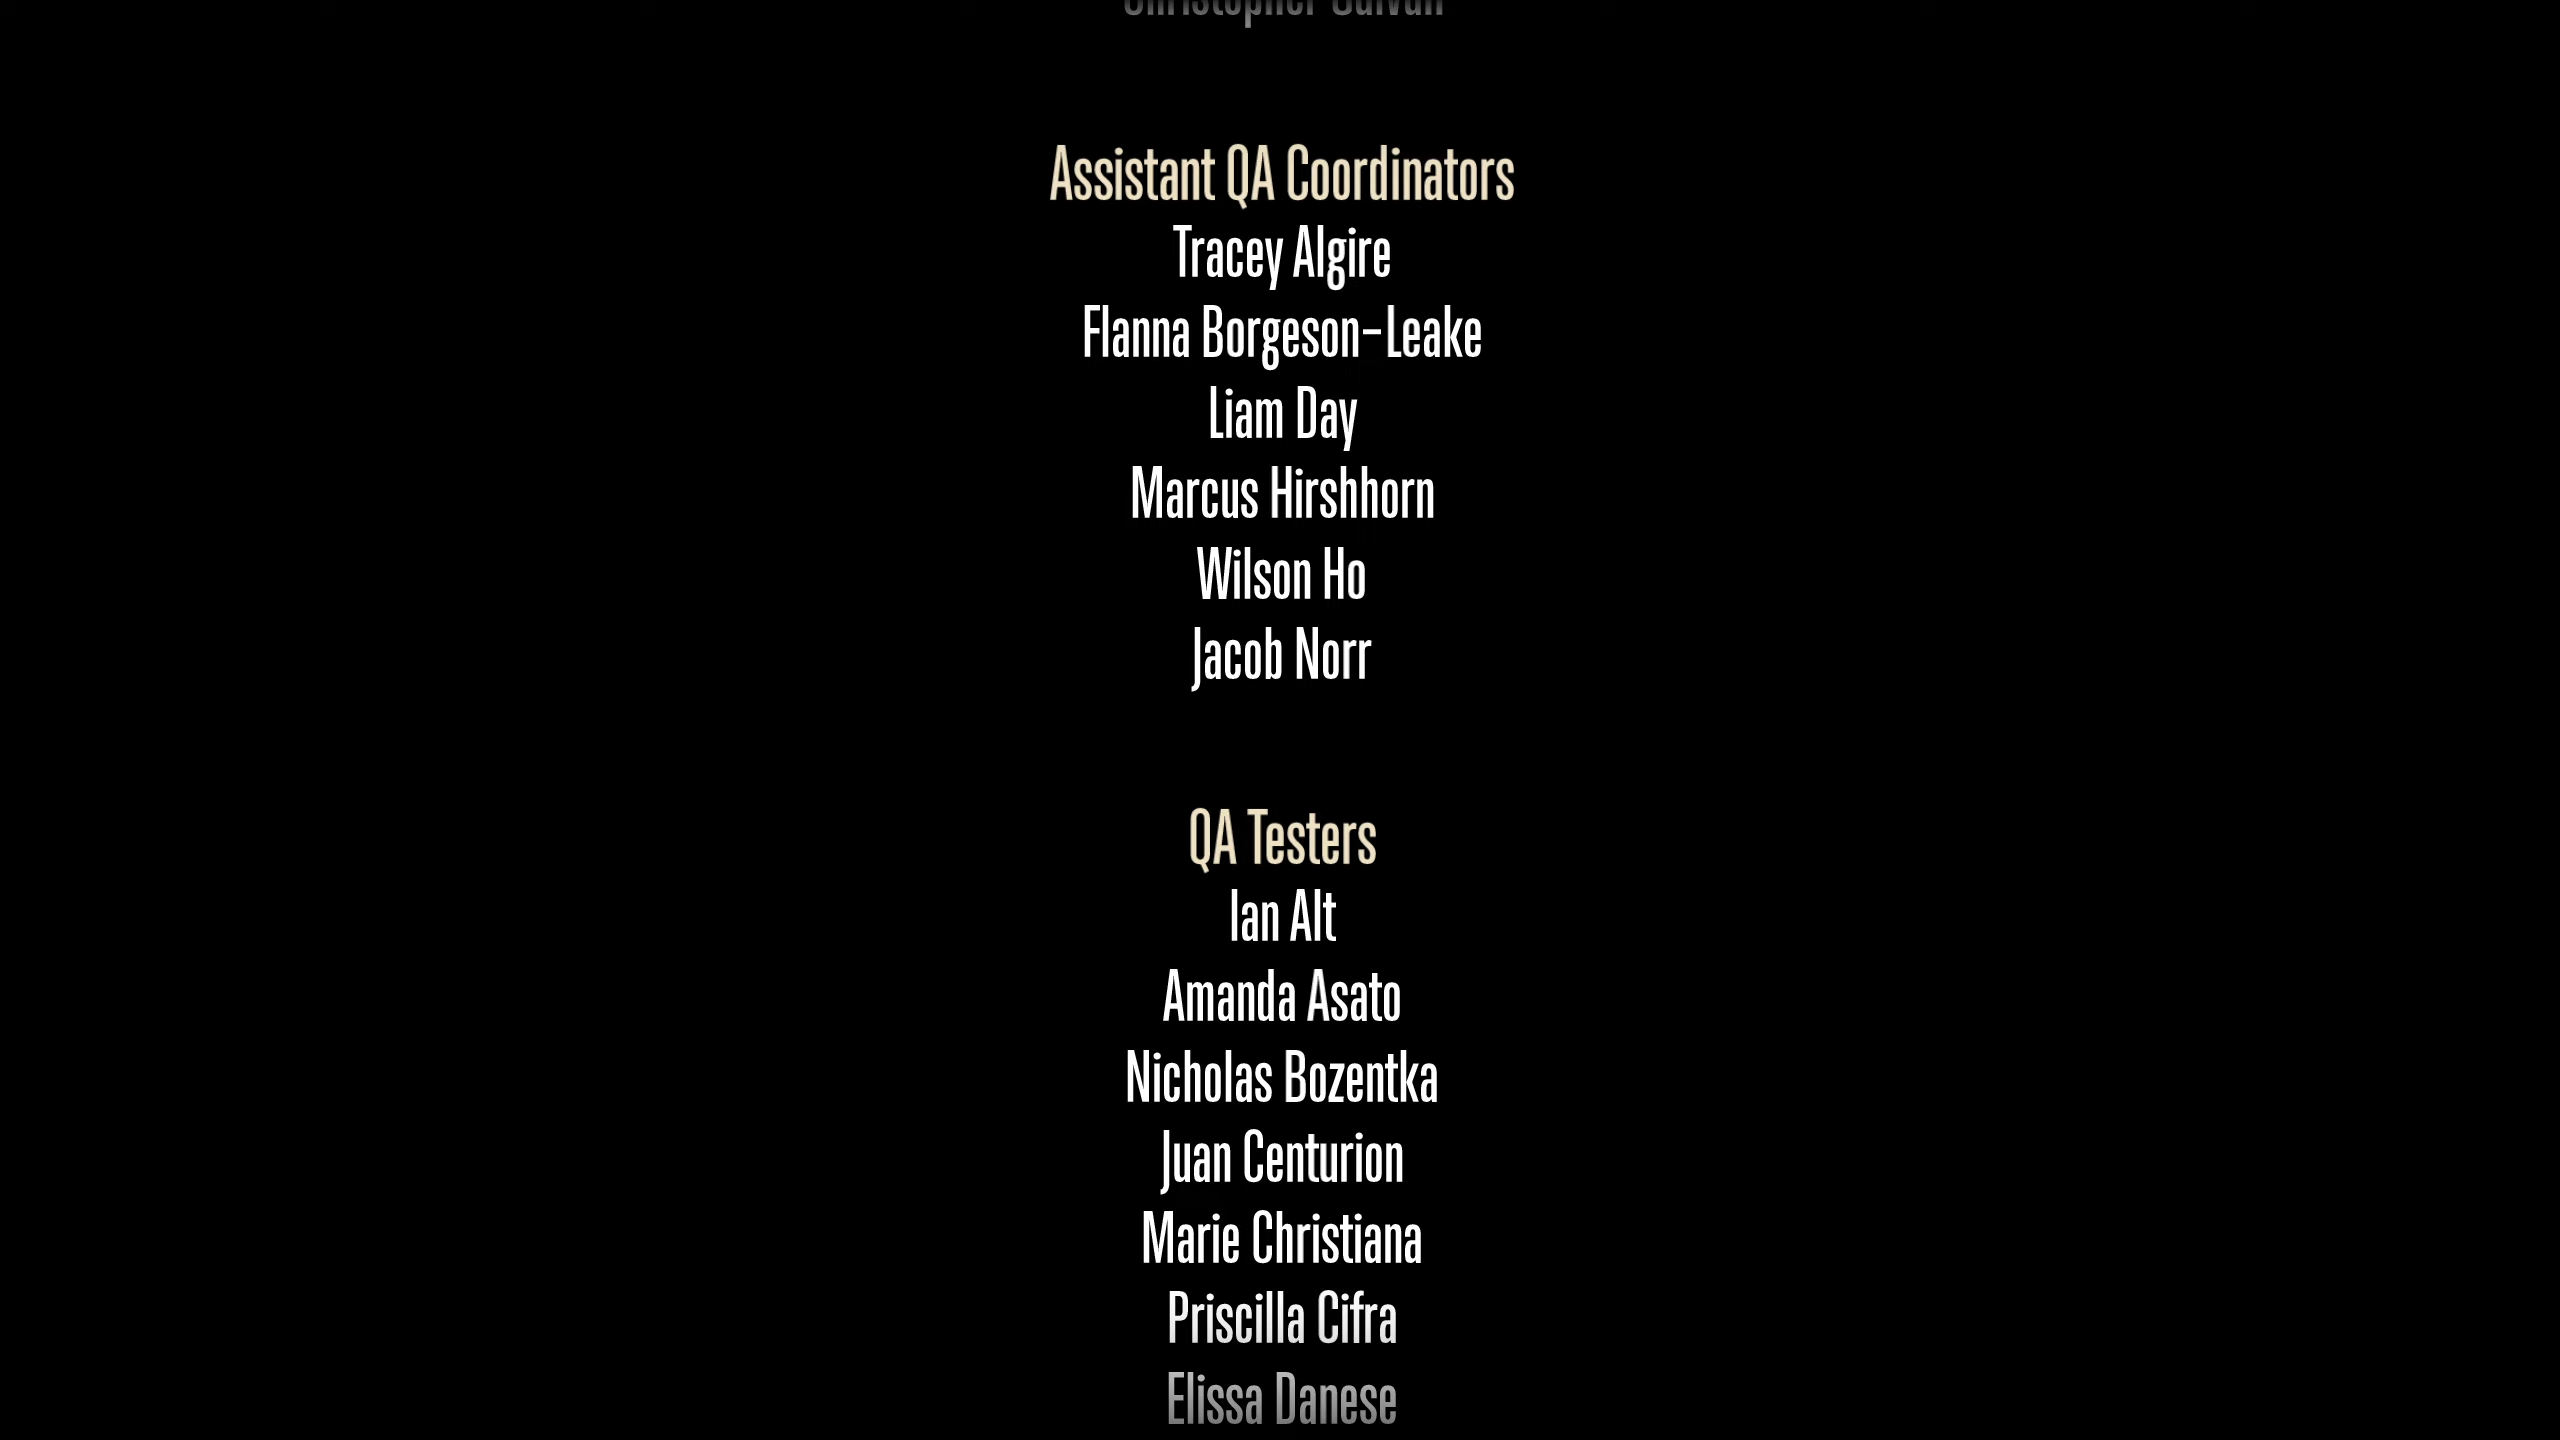 Christopher
Assistant QA Coordinators
Tracey Algire
Flanna Borgeson-Leake
Liam Day
Marcus Hirshhorn
Wilson Ho
Jacob Norr
QA Testers
Ian Alt
Amanda Asato
Nicholas Bozentka
Juan Centurion
Marie Christiana
Priscilla Cifra
Elissa Danese